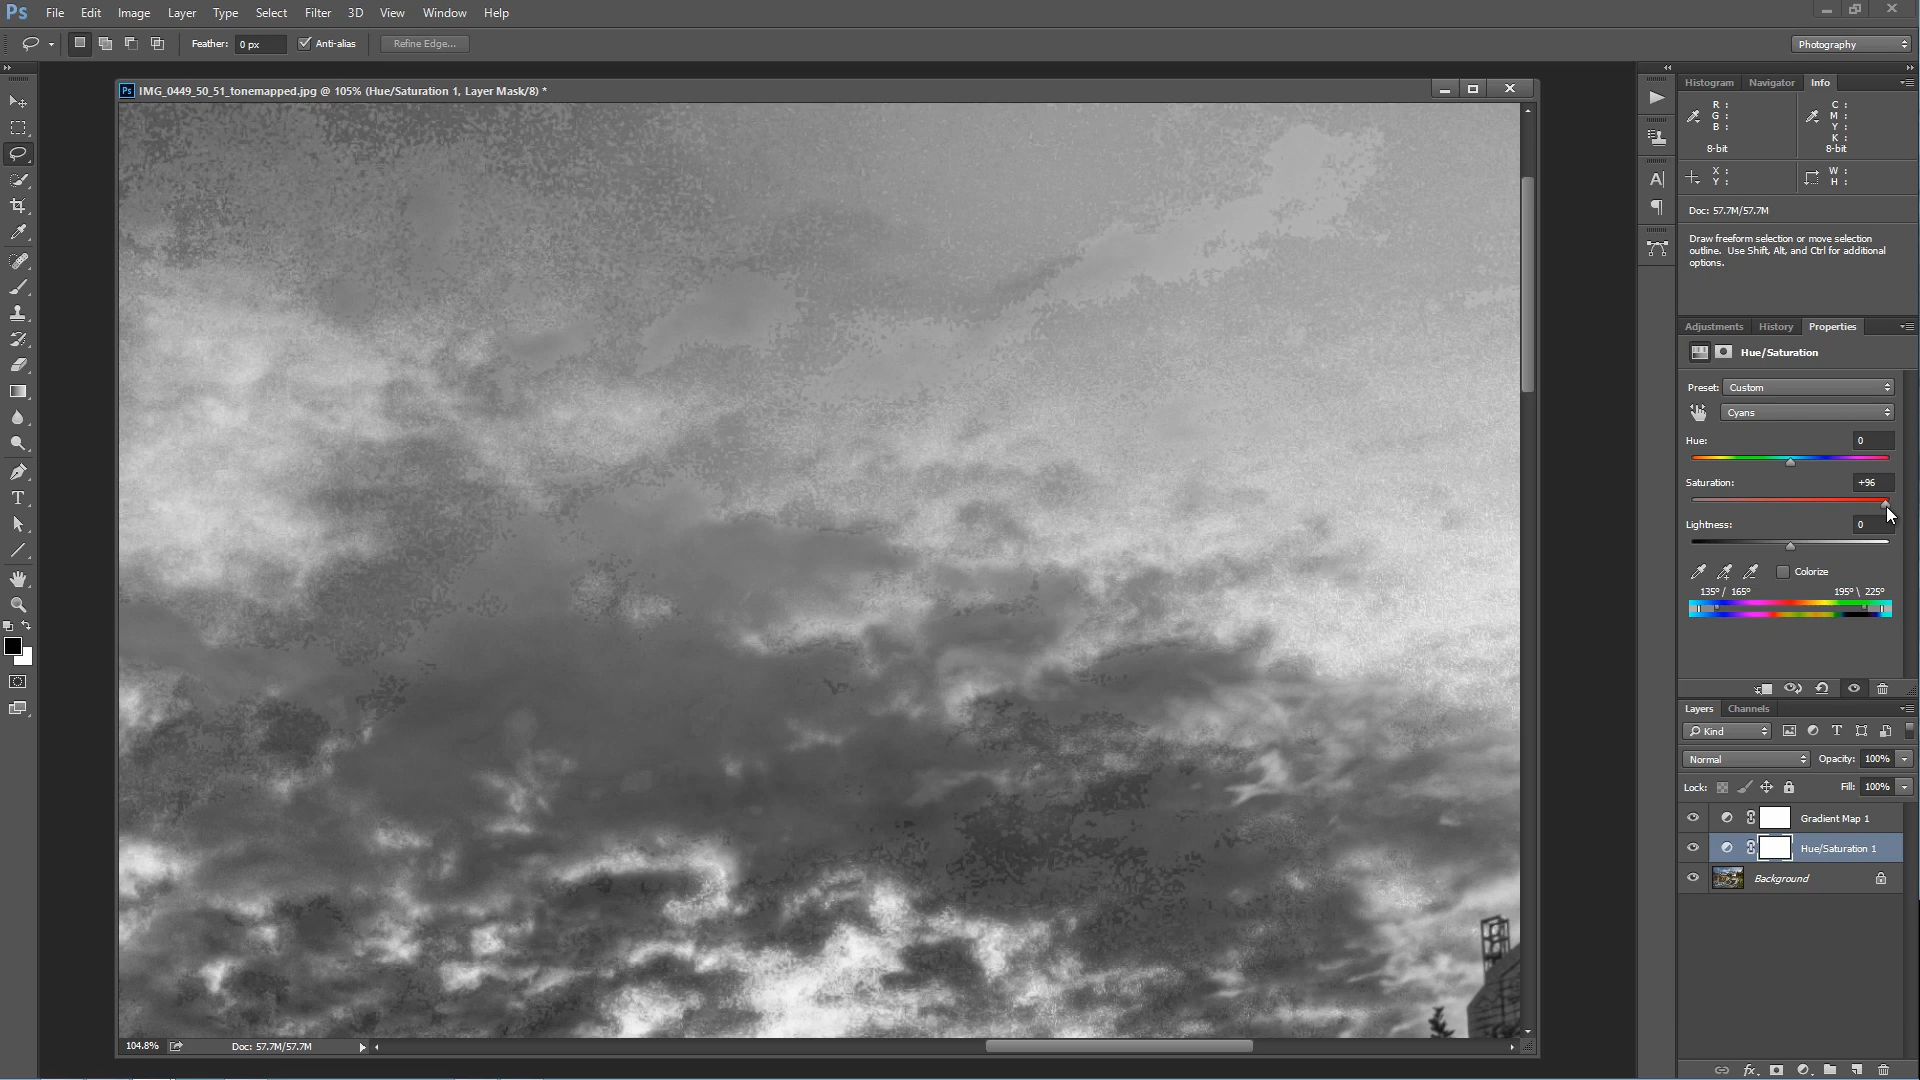 Ps File Edit Image Layer Type Select Filter 3D View Window Help
Feather: 0 px Anti-alias Refine Edge... Photography
Ps IMG_0449_50_51_tonemapped.jpg @ 105% (Hue/Saturation 1, Layer Mask/8) *
Histogram Navigator Info
R : C :
G : M :
B : Y :
K :
8-bit 8-bit
X : W :
Y : H :
Doc: 57.7M/57.7M
Draw freeform selection or move selection
outline. Use Shift, Alt, and Ctrl for additional
options.
Adjustments History Properties
Hue/Saturation
Preset: Custom
Cyans
Hue: 0
Saturation: +96
Lightness: 0
Colorize
135°/ 165° 195°\ 225°
Layers Channels
Kind
Normal Opacity: 100%
Lock: Fill: 100%
Gradient Map 1
Hue/Saturation 1
Background
fx
104.8% Doc: 57.7M/57.7M